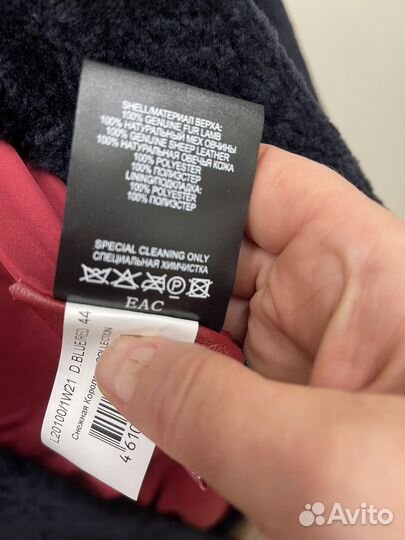 SHELL/МАТЕРИАЛ ВЕРХА:
100% GENUINE FUR LAMB
100% НАТУРАЛЬНЫЙ МЕХ ОВЧИНЫ
100% GENUINE SHEEP LEATHER
100% НАТУРАЛЬНАЯ ОВЕЧЬЯ КОЖА
100% POLYESTER
100% ПОЛИЭСТЕР
LINING/ПОДКЛАДКА:
100% POLYESTER
100% ПОЛИЭСТЕР
SPECIAL CLEANING ONLY
СПЕЦИАЛЬНАЯ ХИМЧИСТКА
P
EAC
L20100/1W21 D.BLUE/RED 44
Снежная COLLECTION
4 610
Avito